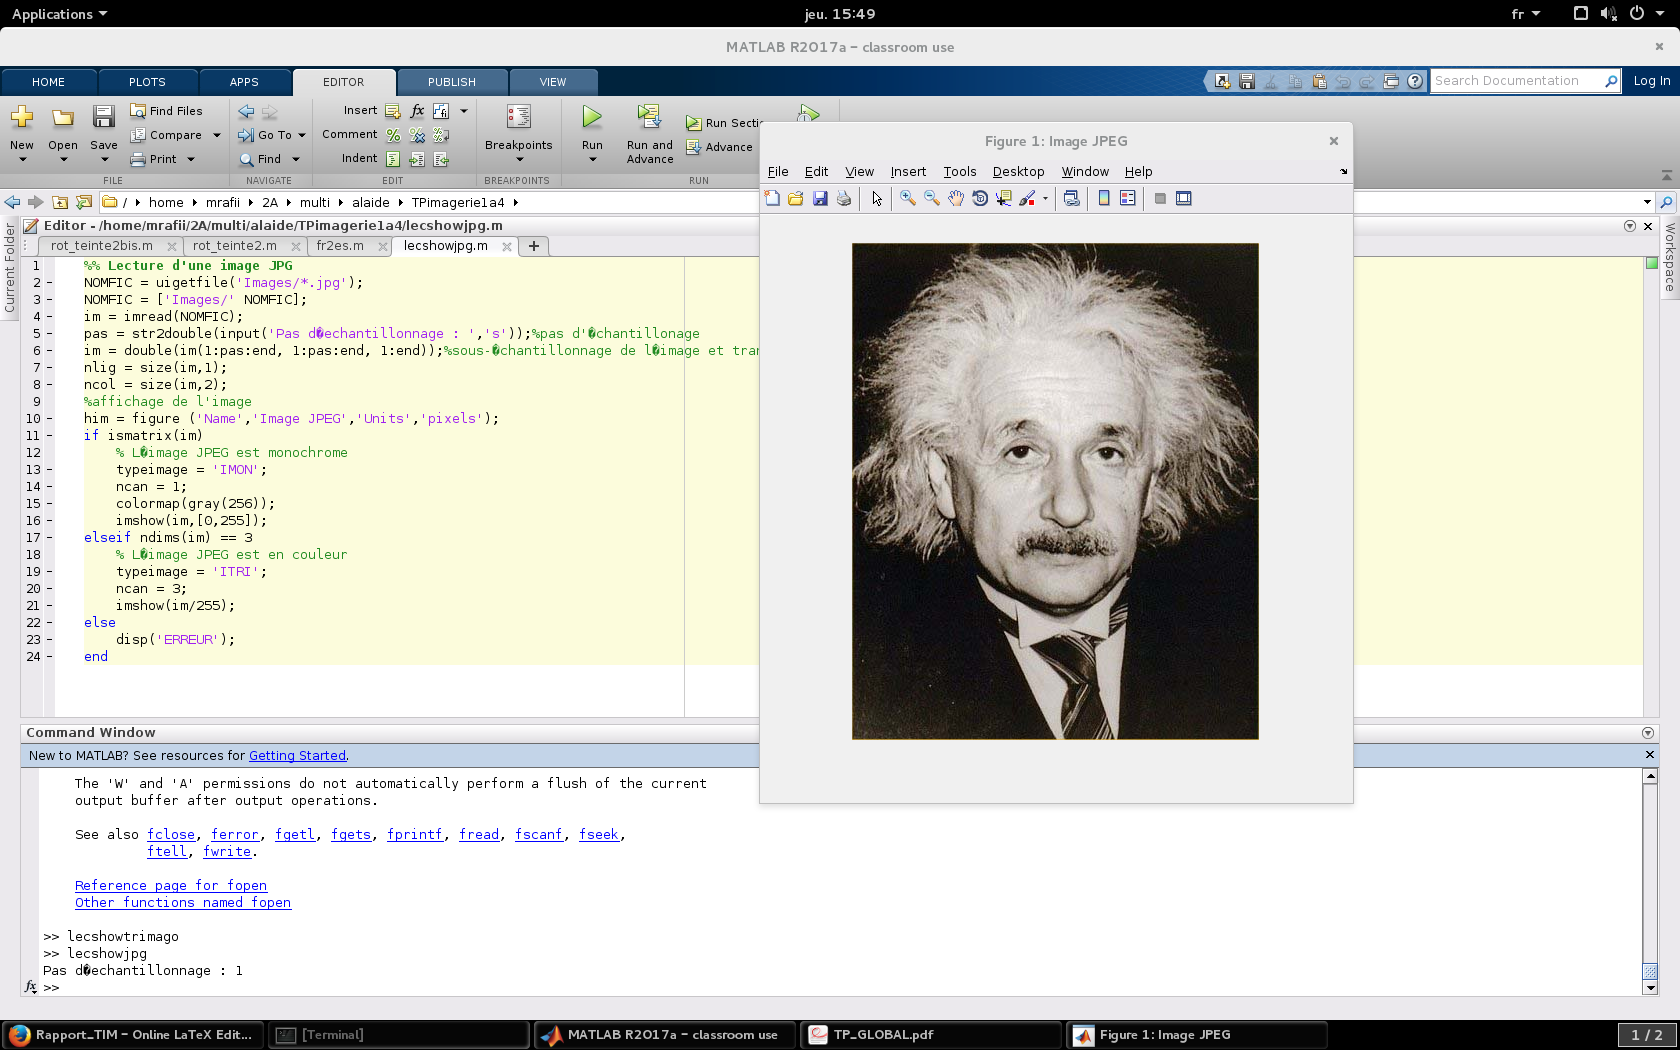 Applications
jeu. 15:49
fr
MATLAB R2017a - classroom use
HOME PLOTS APPS EDITOR PUBLISH VIEW
Search Documentation
Log In
New
Open
Save
Find Files
Compare
Print
FILE
Go To
Find
NAVIGATE
Insert
Comment
Indent
fx
EDIT
Breakpoints
BREAKPOINTS
Run
Run and
Advance
Run Secti
Advance
RUN
/ home mrafii 2A multi alaide TPimagerie1a4
Current Folder
Workspace
Editor - /home/mrafii/2A/multi/alaide/TPimagerie1a4/lecshowjpg.m
rot_teinte2bis.m rot_teinte2.m fr2es.m lecshowjpg.m
1 %% Lecture d'une image JPG
2 - NOMFIC = uigetfile('Images/*.jpg');
3 - NOMFIC = ['Images/' NOMFIC];
4 - im = imread(NOMFIC);
5 - pas = str2double(input('Pas d�echantillonnage : ','s'));%pas d'�chantillonage
6 - im = double(im(1:pas:end, 1:pas:end, 1:end));%sous-�chantillonnage de l�image et tran
7 - nlig = size(im,1);
8 - ncol = size(im,2);
9 %affichage de l'image
10 - him = figure ('Name','Image JPEG','Units','pixels');
11 - if ismatrix(im)
12 % L�image JPEG est monochrome
13 - typeimage = 'IMON';
14 - ncan = 1;
15 - colormap(gray(256));
16 - imshow(im,[0,255]);
17 - elseif ndims(im) == 3
18 % L�image JPEG est en couleur
19 - typeimage = 'ITRI';
20 - ncan = 3;
21 - imshow(im/255);
22 - else
23 - disp('ERREUR');
24 - end
Figure 1: Image JPEG
File Edit View Insert Tools Desktop Window Help
Command Window
New to MATLAB? See resources for Getting Started.
The 'W' and 'A' permissions do not automatically perform a flush of the current
output buffer after output operations.
See also fclose, ferror, fgetl, fgets, fprintf, fread, fscanf, fseek,
ftell, fwrite.
Reference page for fopen
Other functions named fopen
>> lecshowtrimago
>> lecshowjpg
Pas d�echantillonnage : 1
fx >>
Rapport_TIM - Online LaTeX Edit...
[Terminal]
MATLAB R2017a - classroom use
TP_GLOBAL.pdf
Figure 1: Image JPEG
1 / 2